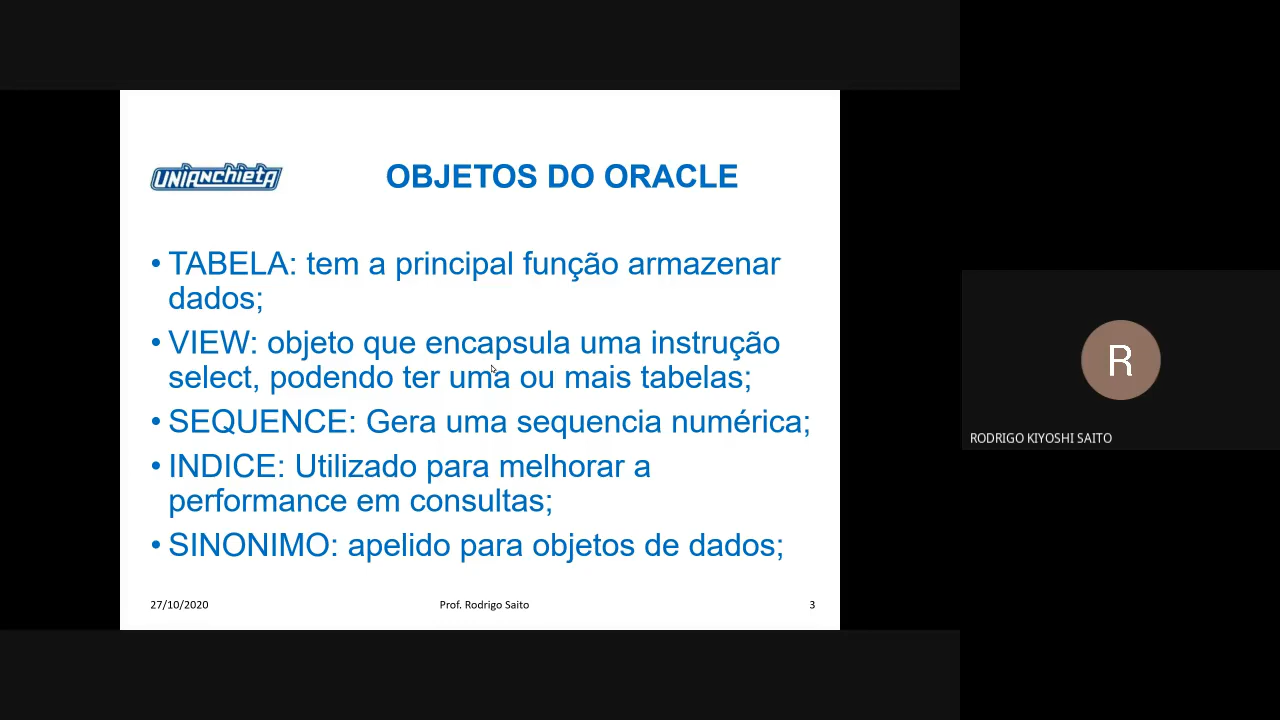 UNIANCHIETA
OBJETOS DO ORACLE
• TABELA: tem a principal função armazenar
dados;
• VIEW: objeto que encapsula uma instrução
select, podendo ter uma ou mais tabelas;
• SEQUENCE: Gera uma sequencia numérica;
• INDICE: Utilizado para melhorar a
performance em consultas;
• SINONIMO: apelido para objetos de dados;
27/10/2020
Prof. Rodrigo Saito
3
R
RODRIGO KIYOSHI SAITO